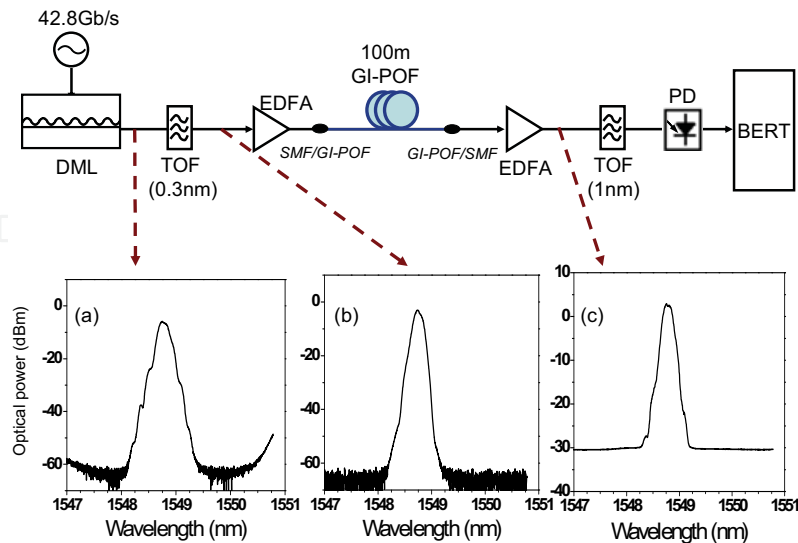 42.8Gb/s
100m
GI-POF
EDFA
PD
BERT
SMF/GI-POF
GI-POF/SMF
DML
TOF
(0.3nm)
EDFA
TOF
(1nm)
Optical power (dBm)
0
-20
-40
-60
(a)
1547 1548 1549 1550 1551
Wavelength (nm)
0
-20
-40
-60
(b)
1547 1548 1549 1550 1551
Wavelength (nm)
10
0
-10
-20
-30
-40
(c)
1547 1548 1549 1550 1551
Wavelength (nm)